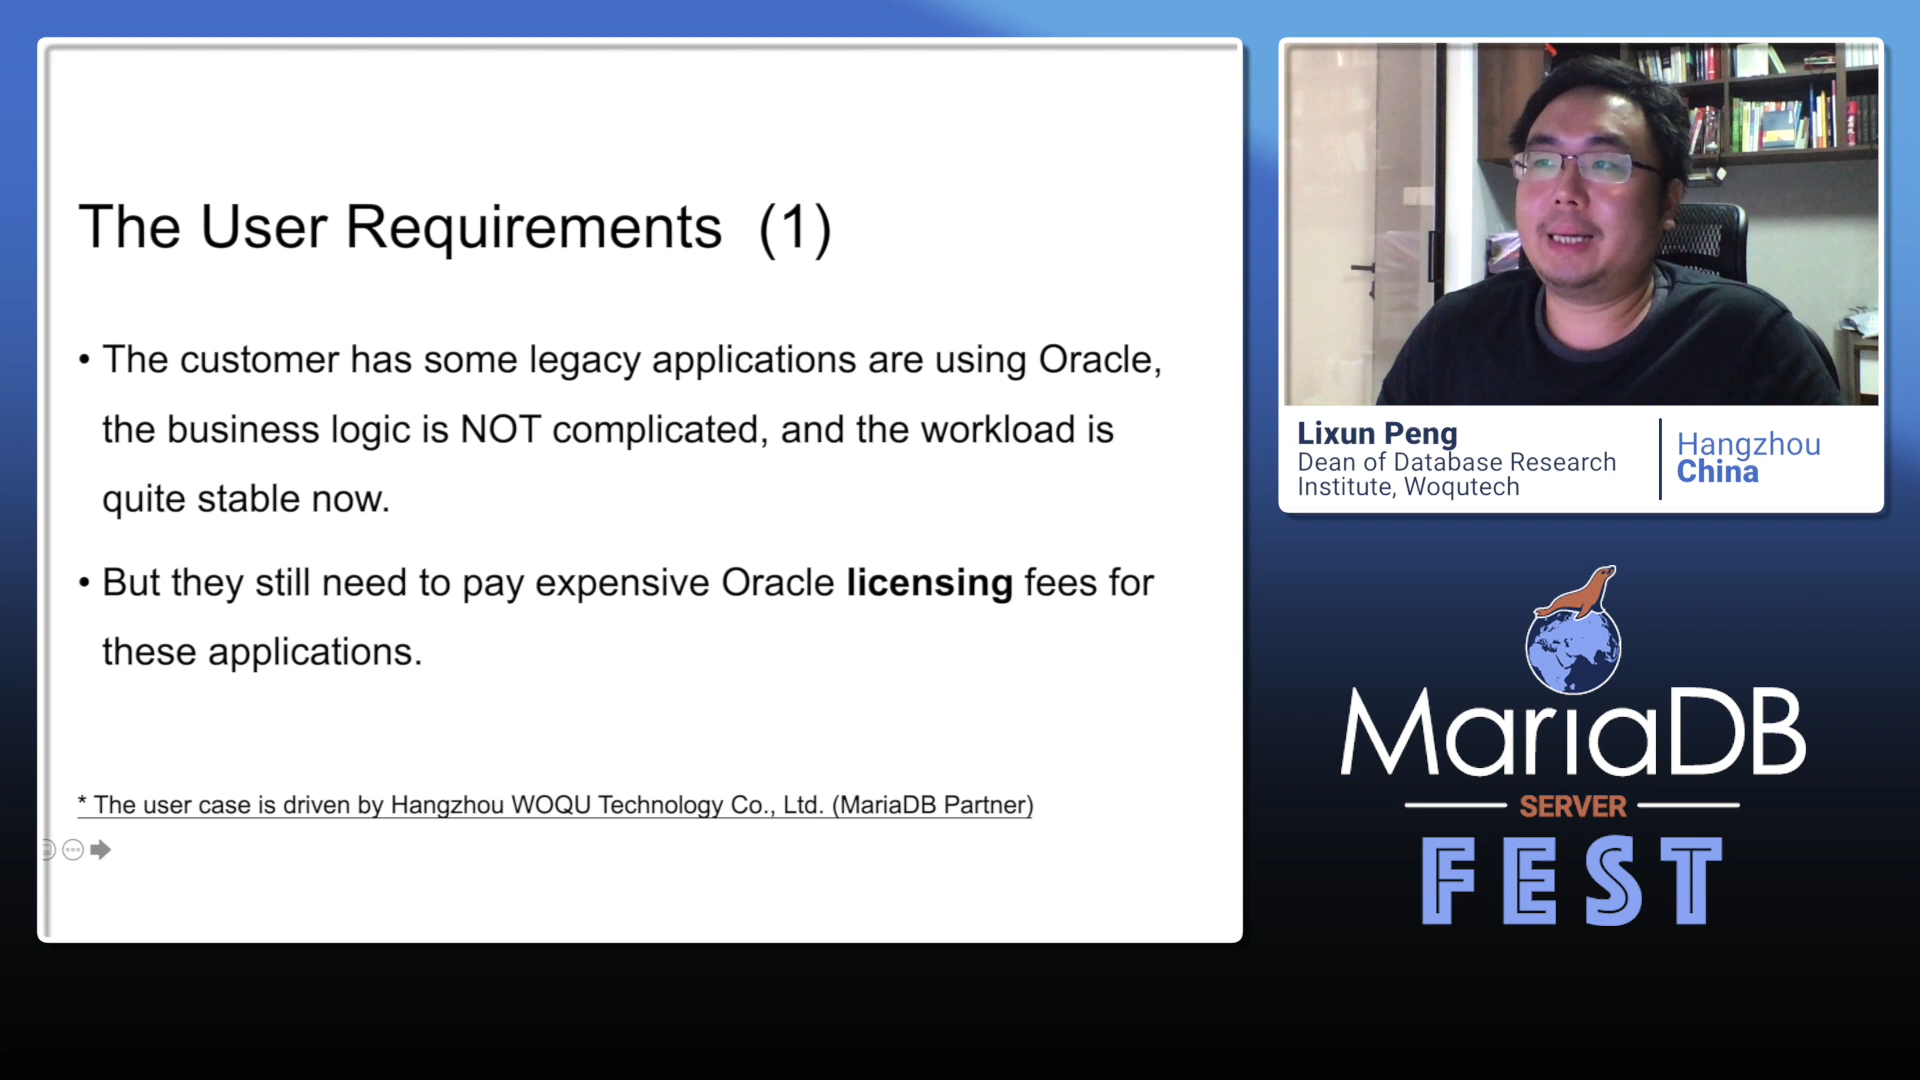 The User Requirements (1)
• The customer has some legacy applications are using Oracle,
the business logic is NOT complicated, and the workload is
quite stable now.
• But they still need to pay expensive Oracle licensing fees for
these applications.
* The user case is driven by Hangzhou WOQU Technology Co., Ltd. (MariaDB Partner)
Lixun Peng
Dean of Database Research
Institute, Woqutech
Hangzhou
China
MariaDB
SERVER
FEST